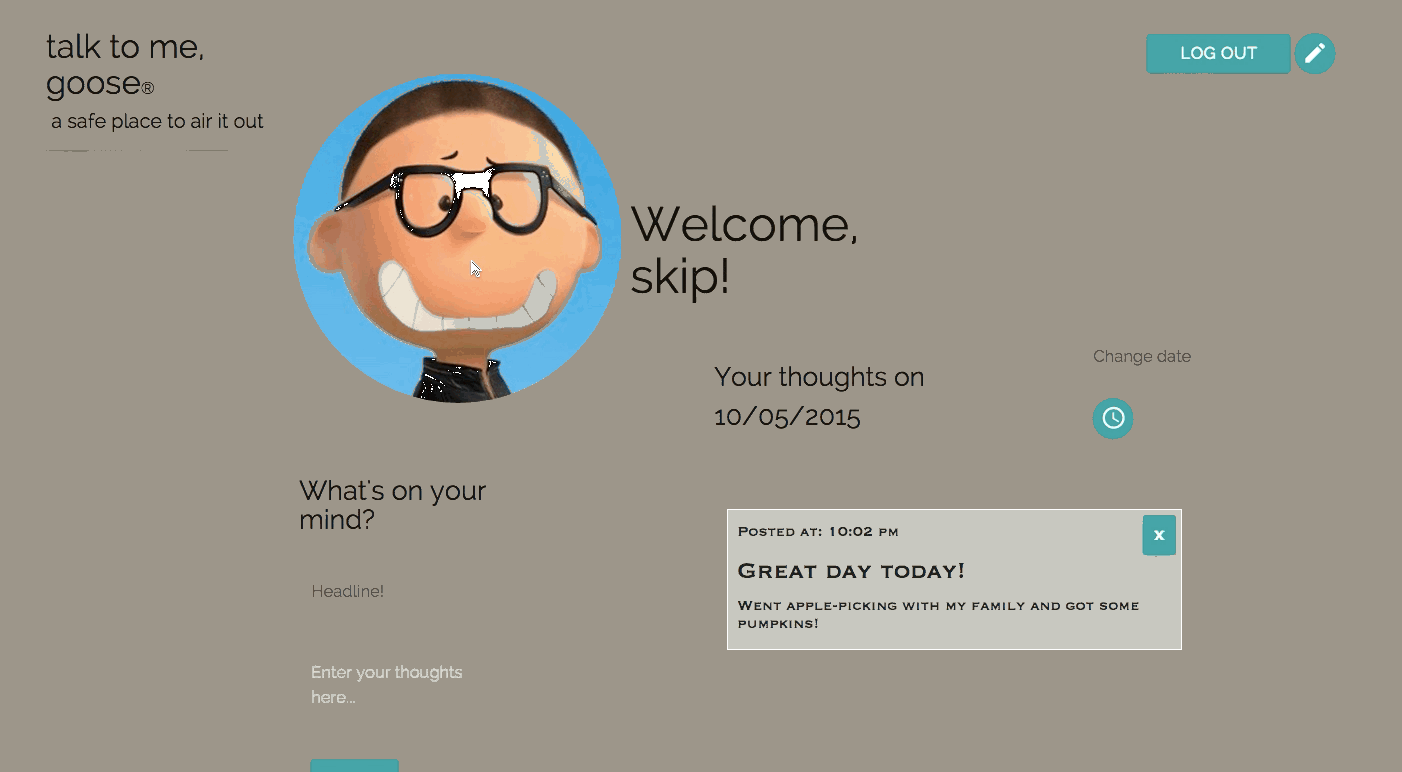 talk to me,
goose®
a safe place to air it out
LOG OUT
Welcome,
skip!
Change date
Your thoughts on
10/05/2015
What's on your
mind?
Headline!
Enter your thoughts
here...
Posted at: 10:02 pm
x
Great day today!
Went apple-picking with my family and got some
pumpkins!